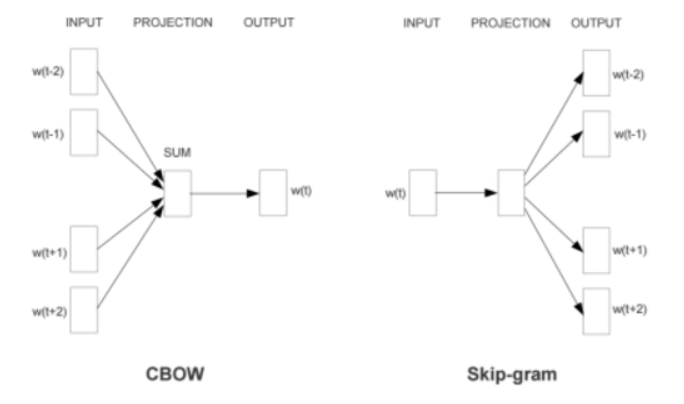 INPUT PROJECTION OUTPUT
w(t-2)
w(t-1)
SUM
w(t)
w(t+1)
w(t+2)
CBOW
INPUT PROJECTION OUTPUT
w(t-2)
w(t-1)
w(t)
w(t+1)
w(t+2)
Skip-gram